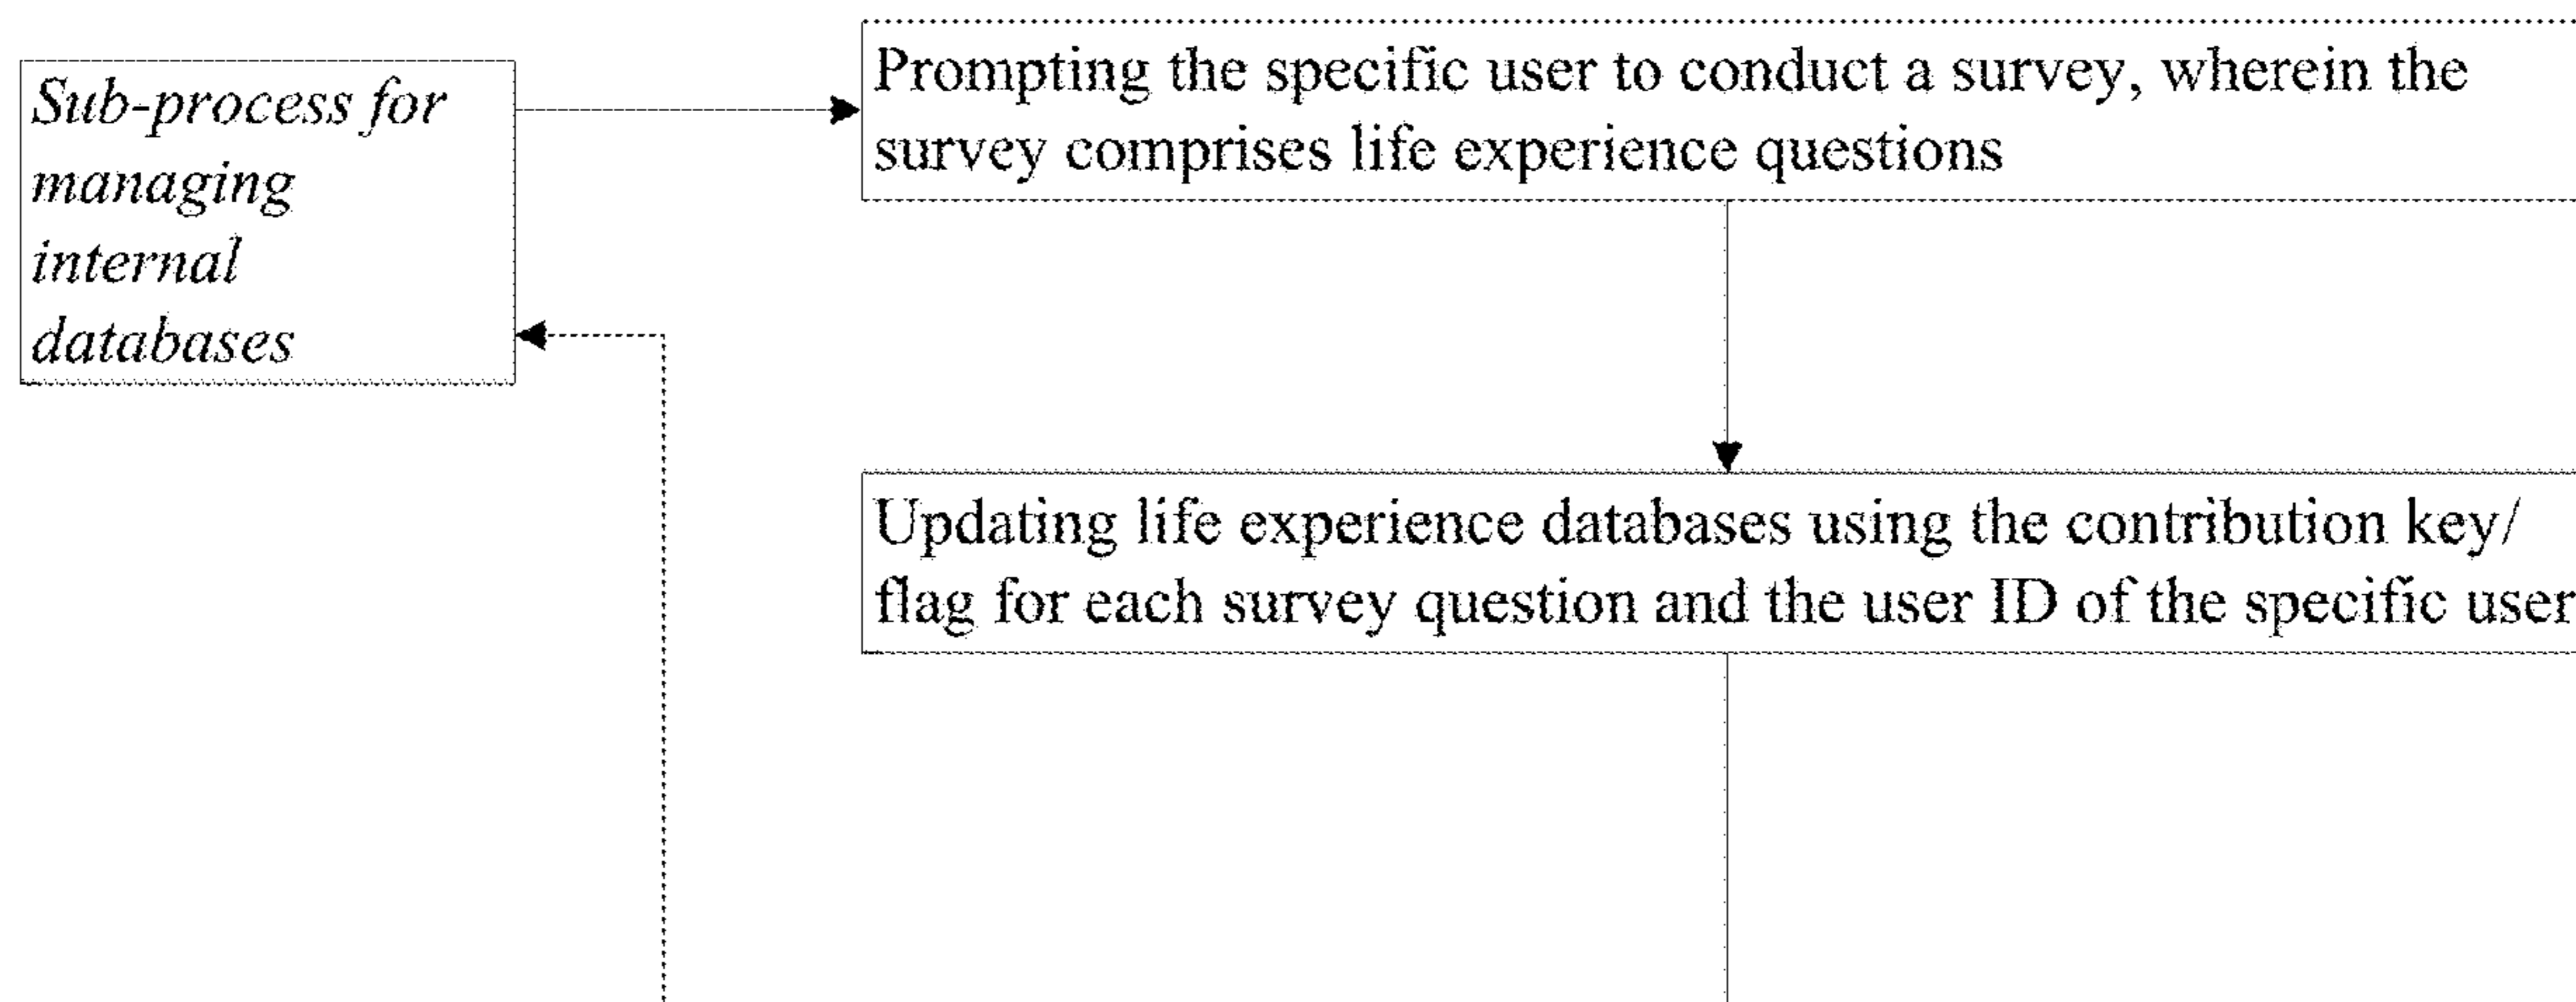 Sub-process for
managing
internal
databases
Prompting the specific user to conduct a survey, wherein the
survey comprises life experience questions
Updating life experience databases using the contribution key/
flag for each survey question and the user ID of the specific user